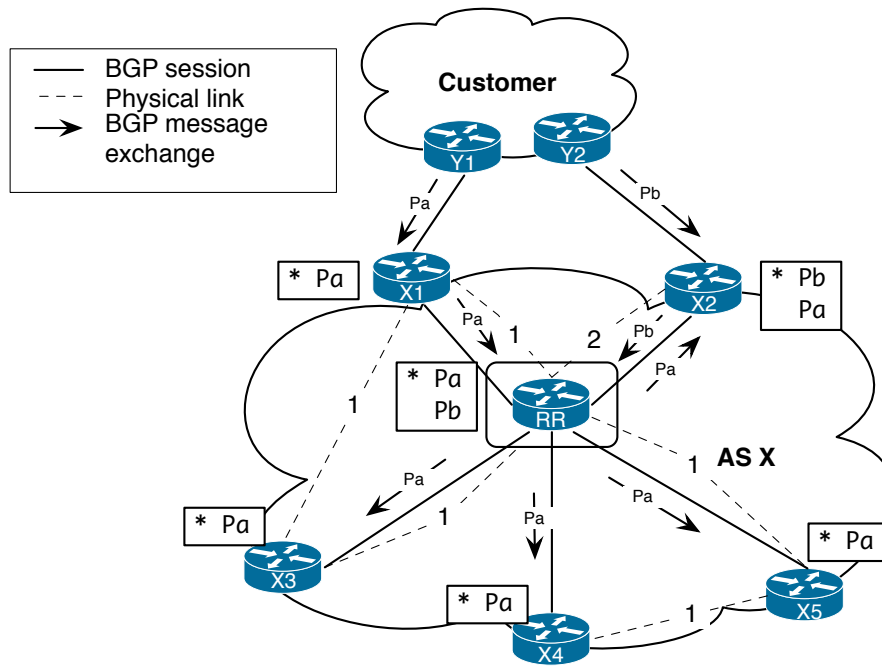 BGP session
Physical link
BGP message
exchange
Customer
Y1
Y2
Pa
Pb
* Pa
X1
X2
* Pb
Pa
Pa
1
2
Pb
Pa
* Pa
Pb
RR
1
1
AS X
Pa
1
Pa
Pa
* Pa
X3
* Pa
X4
1
* Pa
X5